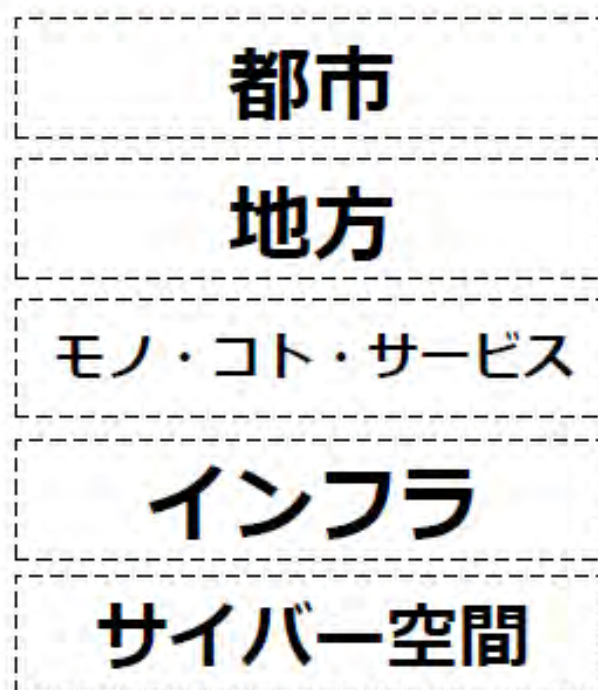 都市
地方
モノ・コト・サービス
インフラ
サイバー空間